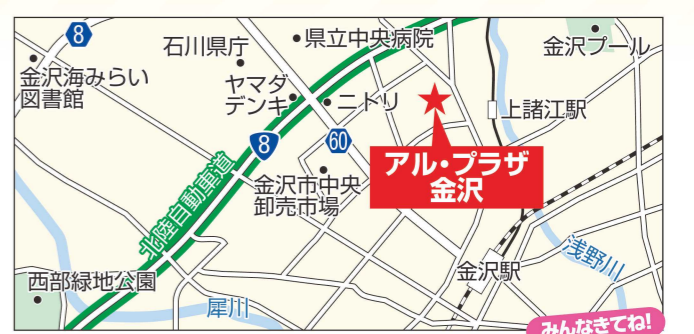 8
石川県庁
県立中央病院
金沢プール
金沢海みらい
図書館
ヤマダ
デンキ
ニトリ
上諸江駅
8
60
アル・プラザ
金沢
金沢市中央
卸売市場
北陸自動車道
浅野川
金沢駅
西部緑地公園
犀川
みんなきてね!